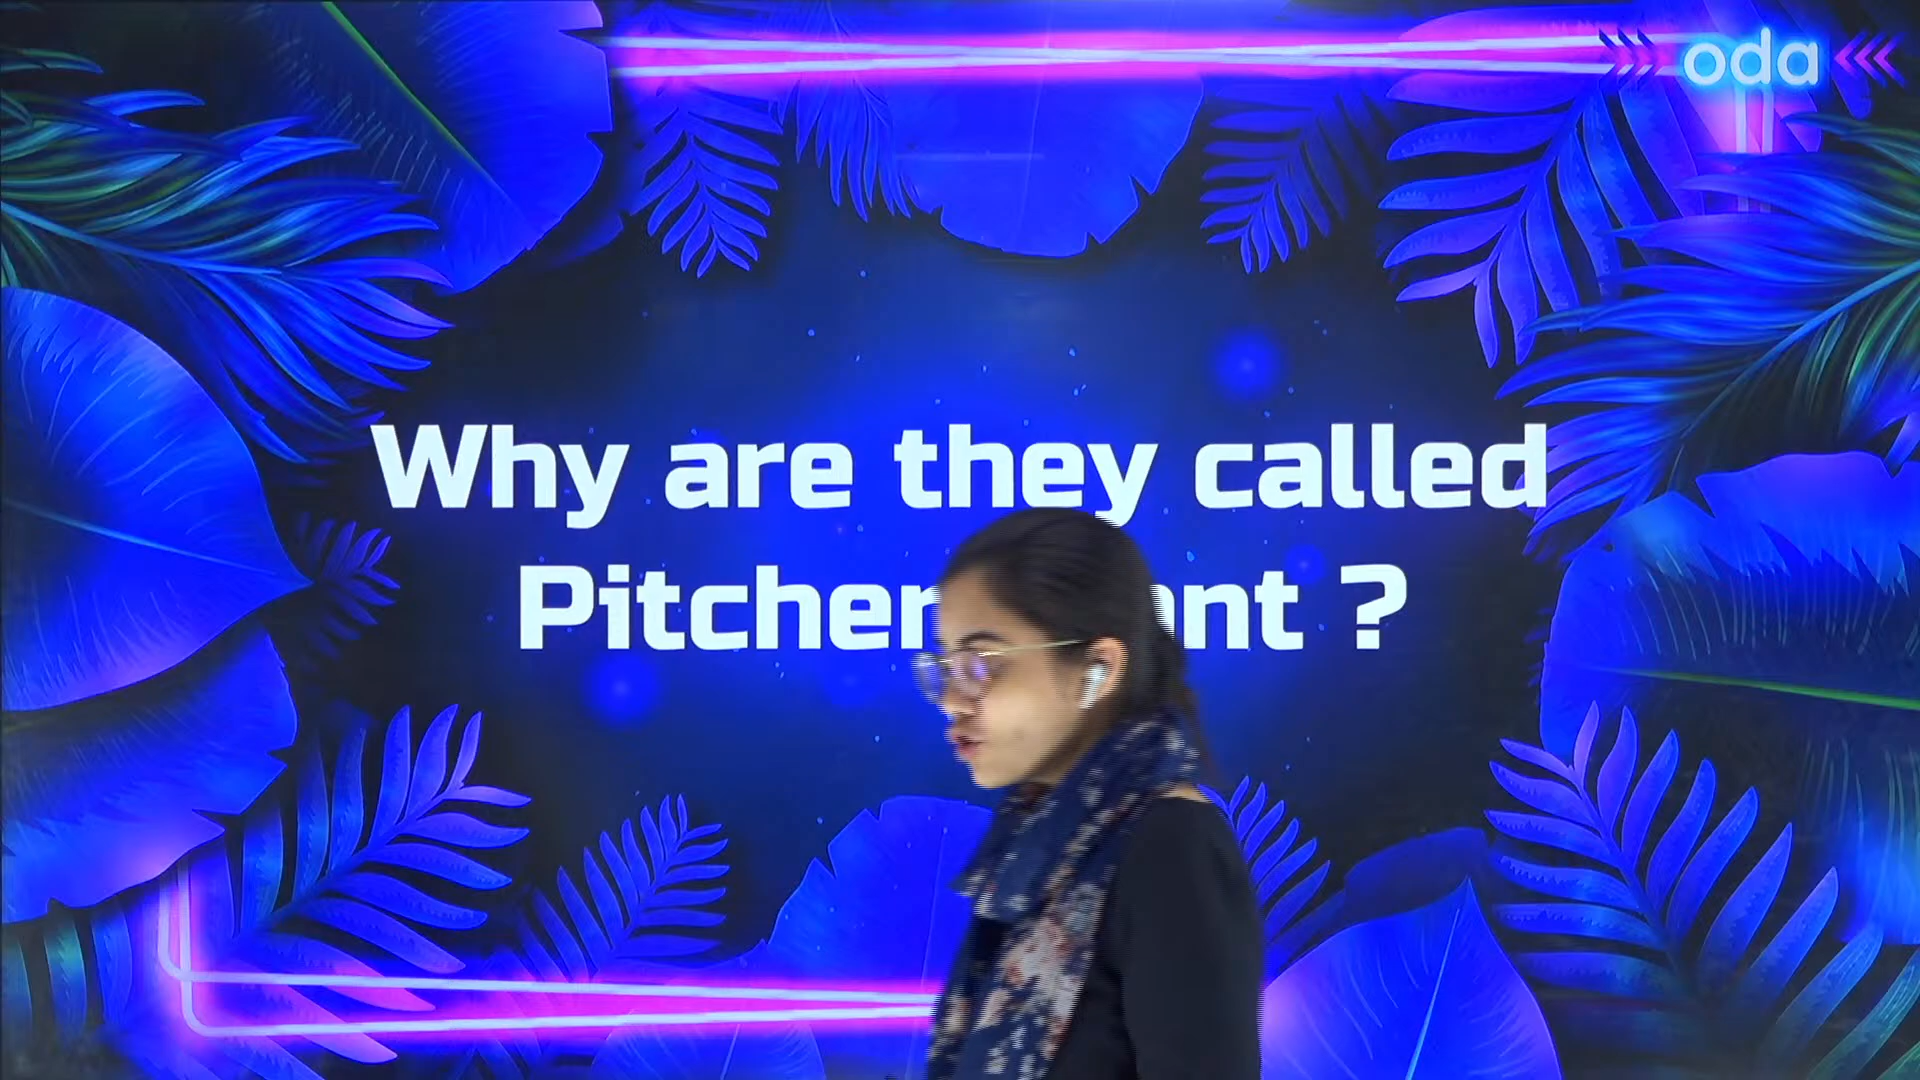 oda
Why are they called
Pitcher ?